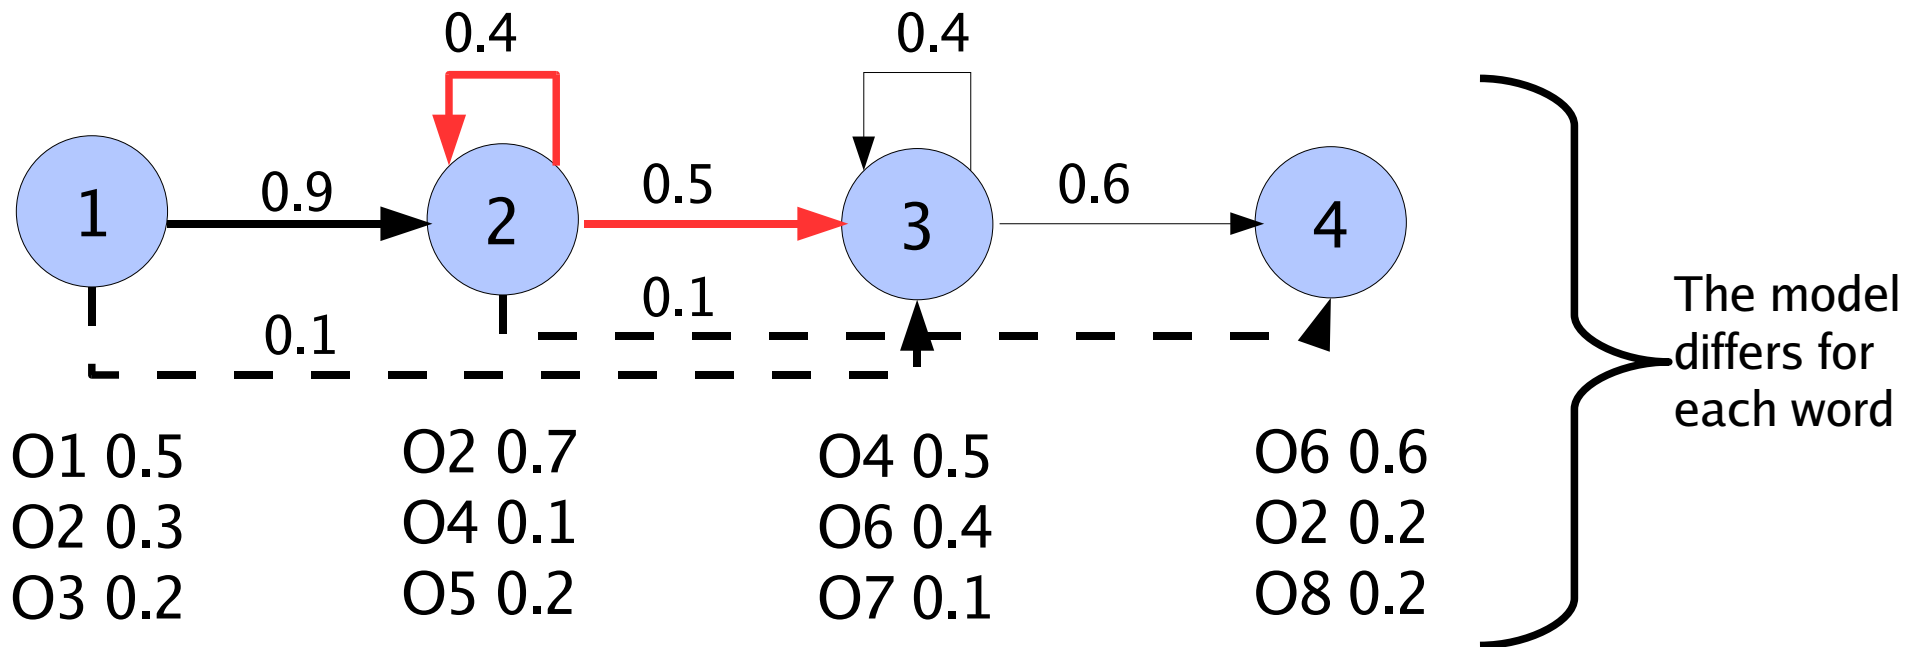 0.4
0.4
1
0.9
2
0.5
3
0.6
4
0.1
0.1
The model
differs for
each word
O1 0.5
O2 0.3
O3 0.2
O2 0.7
O4 0.1
O5 0.2
O4 0.5
O6 0.4
O7 0.1
O6 0.6
O2 0.2
O8 0.2